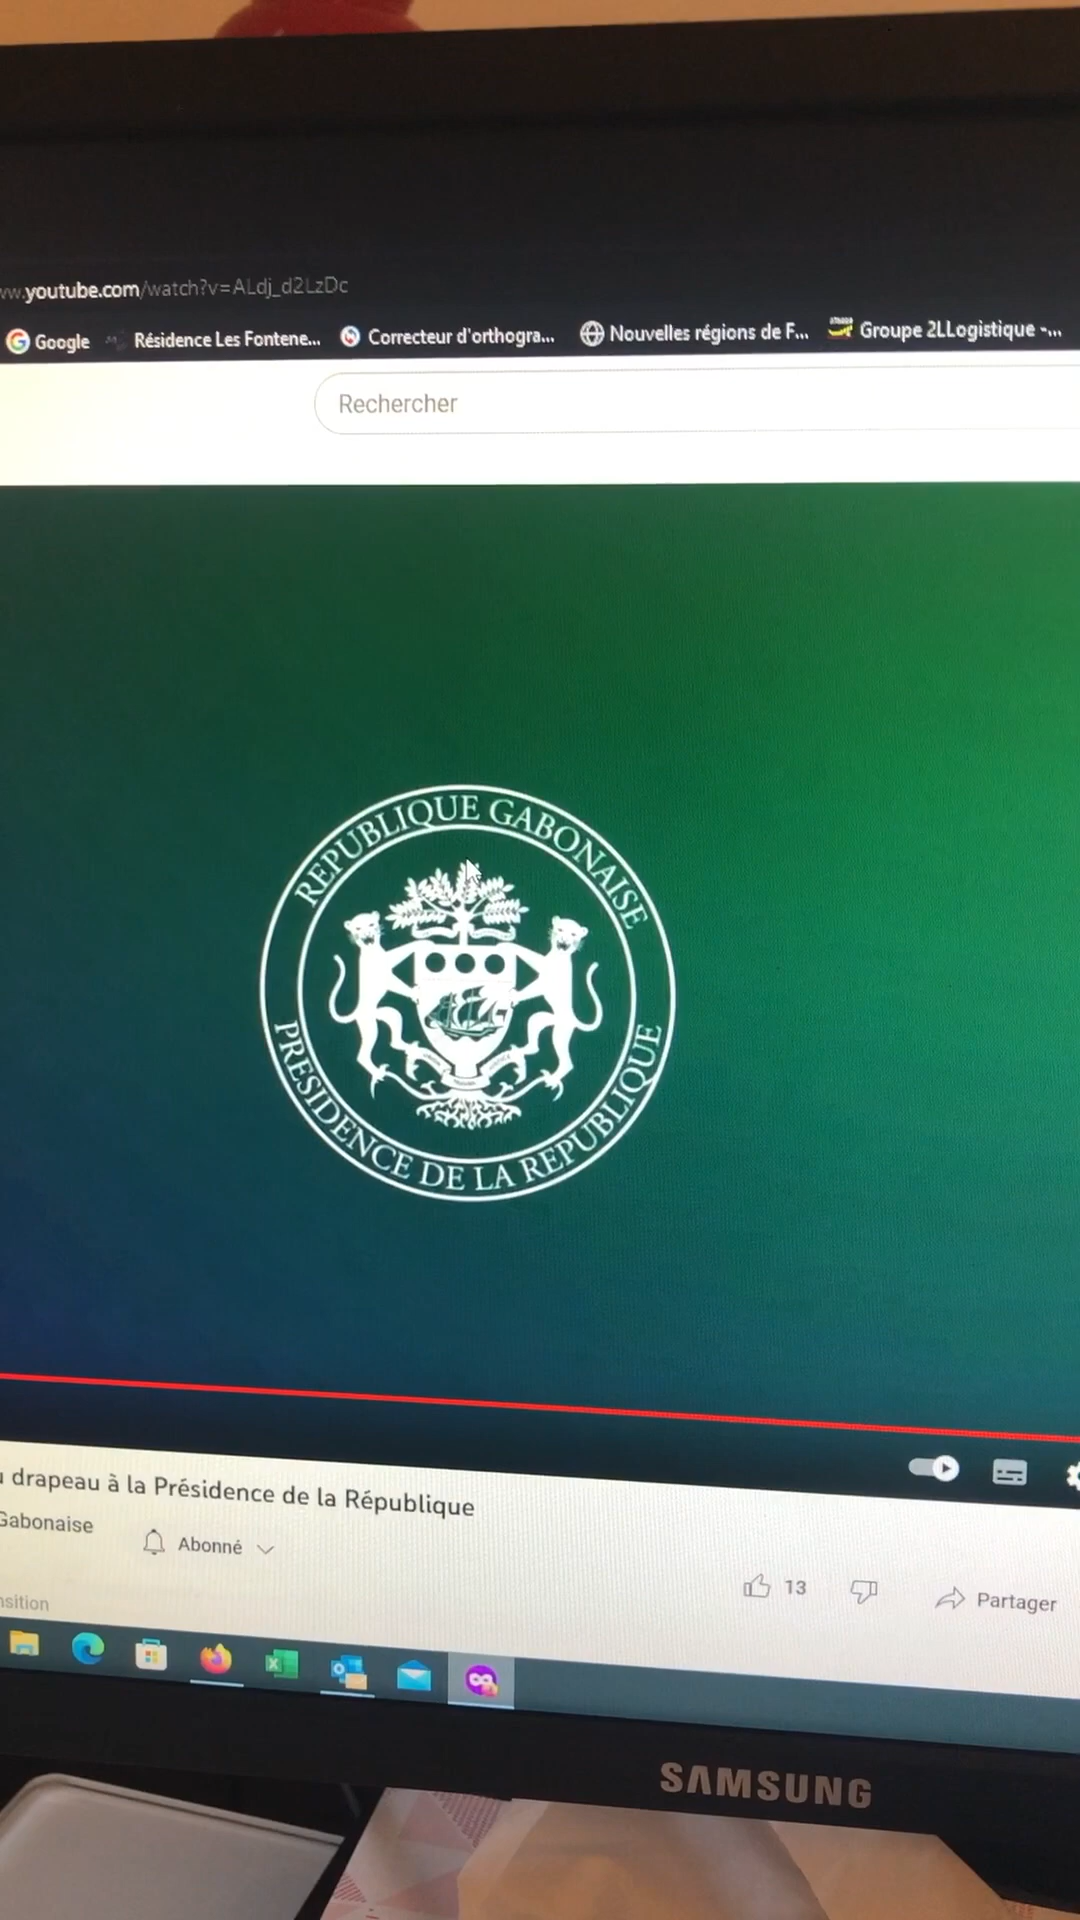 ww.youtube.com/watch?v=ALdj_d2LzDc
Google Résidence Les Fontene... Correcteur d'orthogra... Nouvelles régions de F... Groupe 2LLogistique -...
Rechercher
REPUBLIQUE GABONAISE
PRESIDENCE DE LA REPUBLIQUE
drapeau à la Présidence de la République
Gabonaise Abonné
13 Partager
nsition
SAMSUNG